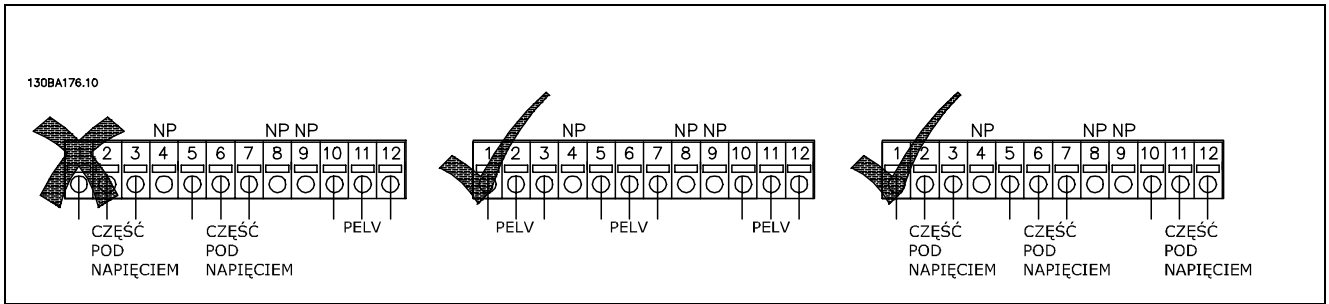 130BA176.10
NP NP NP
2 3 4 5 6 7 8 9 10 11 12
CZĘŚĆ POD NAPIĘCIEM
CZĘŚĆ POD NAPIĘCIEM
PELV
NP NP NP
1 2 3 4 5 6 7 8 9 10 11 12
PELV PELV PELV
NP NP NP
1 2 3 4 5 6 7 8 9 10 11 12
CZĘŚĆ POD NAPIĘCIEM
CZĘŚĆ POD NAPIĘCIEM
CZĘŚĆ POD NAPIĘCIEM